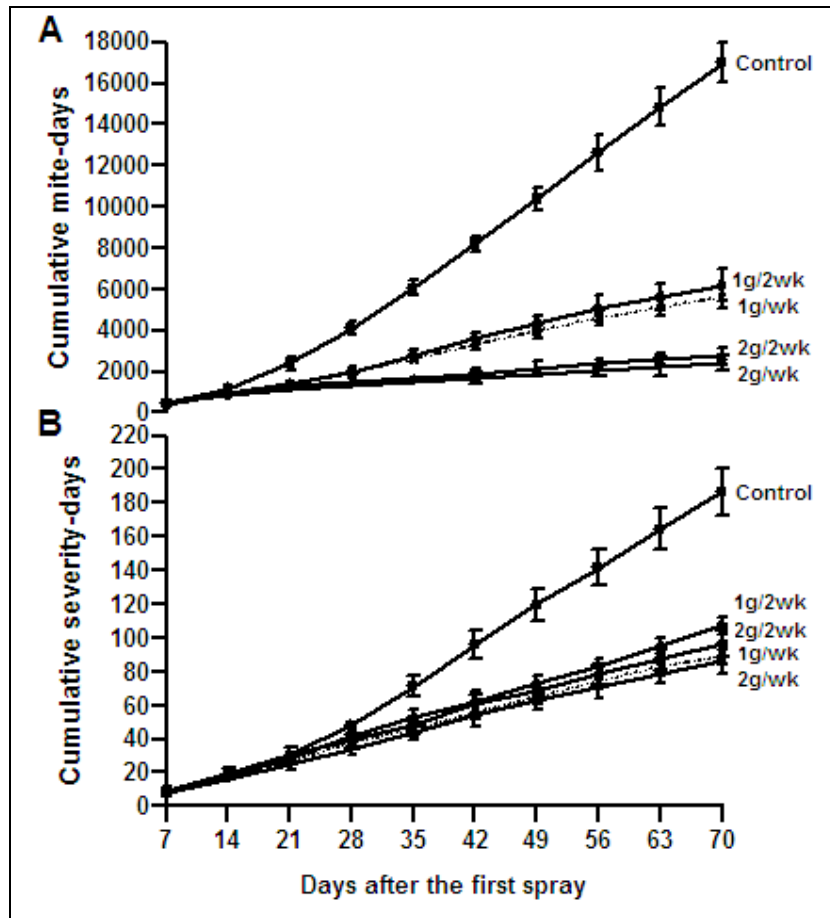 A
18000
16000
14000
12000
10000
8000
6000
4000
2000
0
Cumulative mite-days
Control
1g/2wk
1g/wk
2g/2wk
2g/wk
B
220
200
180
160
140
120
100
80
60
40
20
0
Cumulative severity-days
Control
1g/2wk
2g/2wk
1g/wk
2g/wk
7 14 21 28 35 42 49 56 63 70
Days after the first spray